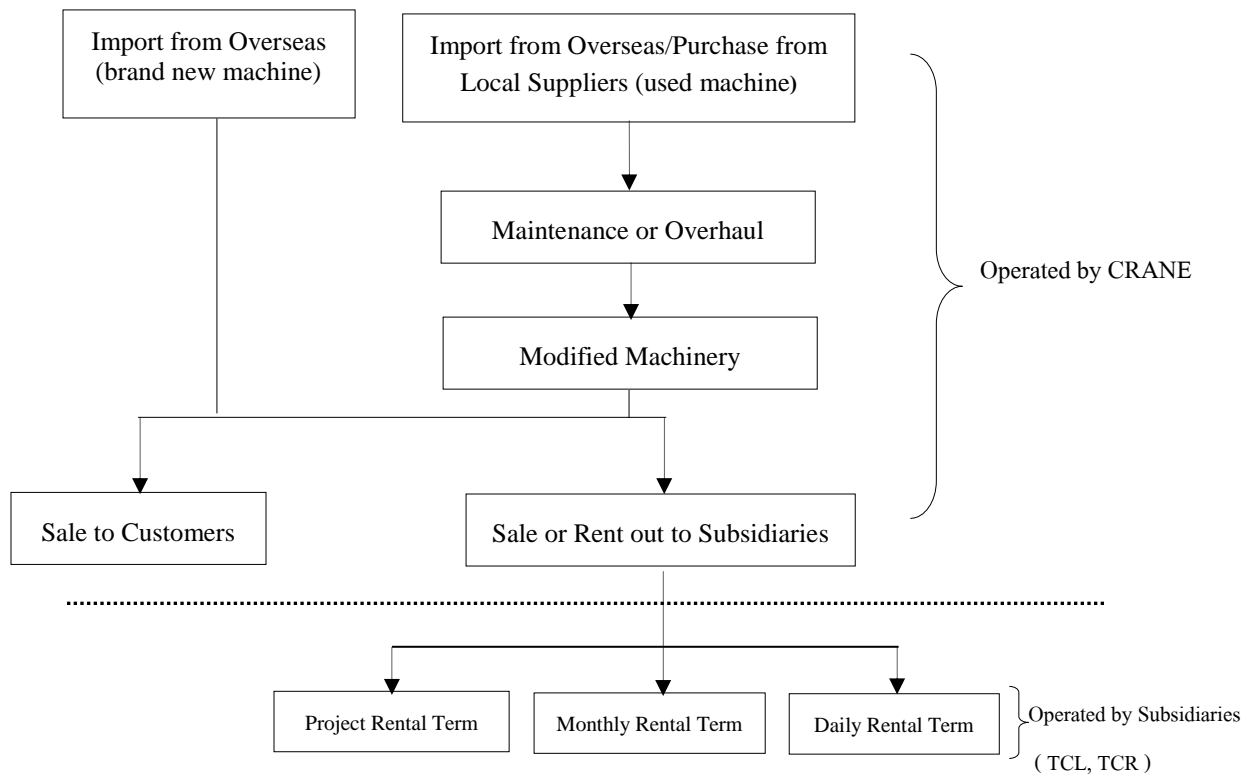 Import from Overseas
(brand new machine)
Import from Overseas/Purchase from
Local Suppliers (used machine)
Maintenance or Overhaul
Operated by CRANE
Modified Machinery
Sale to Customers
Sale or Rent out to Subsidiaries
Project Rental Term
Monthly Rental Term
Daily Rental Term
Operated by Subsidiaries
( TCL, TCR )